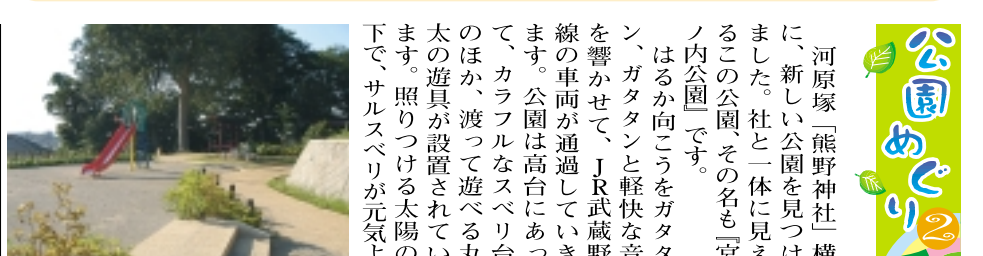 公園めぐり
2
河原塚「熊野神社」横
に、新しい公園を見つけ
ました。社と一体に見え
るこの公園、その名も『宮
ノ内公園』です。
はるか向こうをガタタ
ン、ガタタンと軽快な音
を響かせて、JR武蔵野
線の車両が通過していき
ます。公園は高台にあっ
て、カラフルなスベリ台
のほか、渡って遊べる丸
太の遊具が設置されてい
ます。照りつける太陽の
下で、サルスベリが元気よ